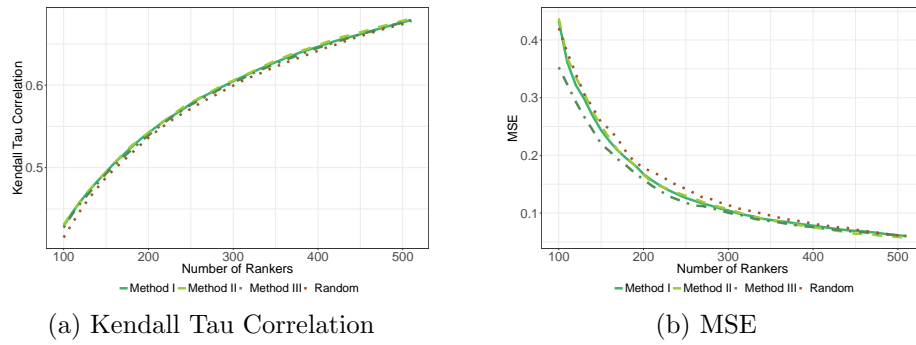 Kendall Tau Correlation
0.6
0.5
100
200
300
400
500
Number of Rankers
Method I Method II Method III Random
(a) Kendall Tau Correlation
MSE
0.4
0.3
0.2
0.1
100
200
300
400
500
Number of Rankers
Method I Method II Method III Random
(b) MSE